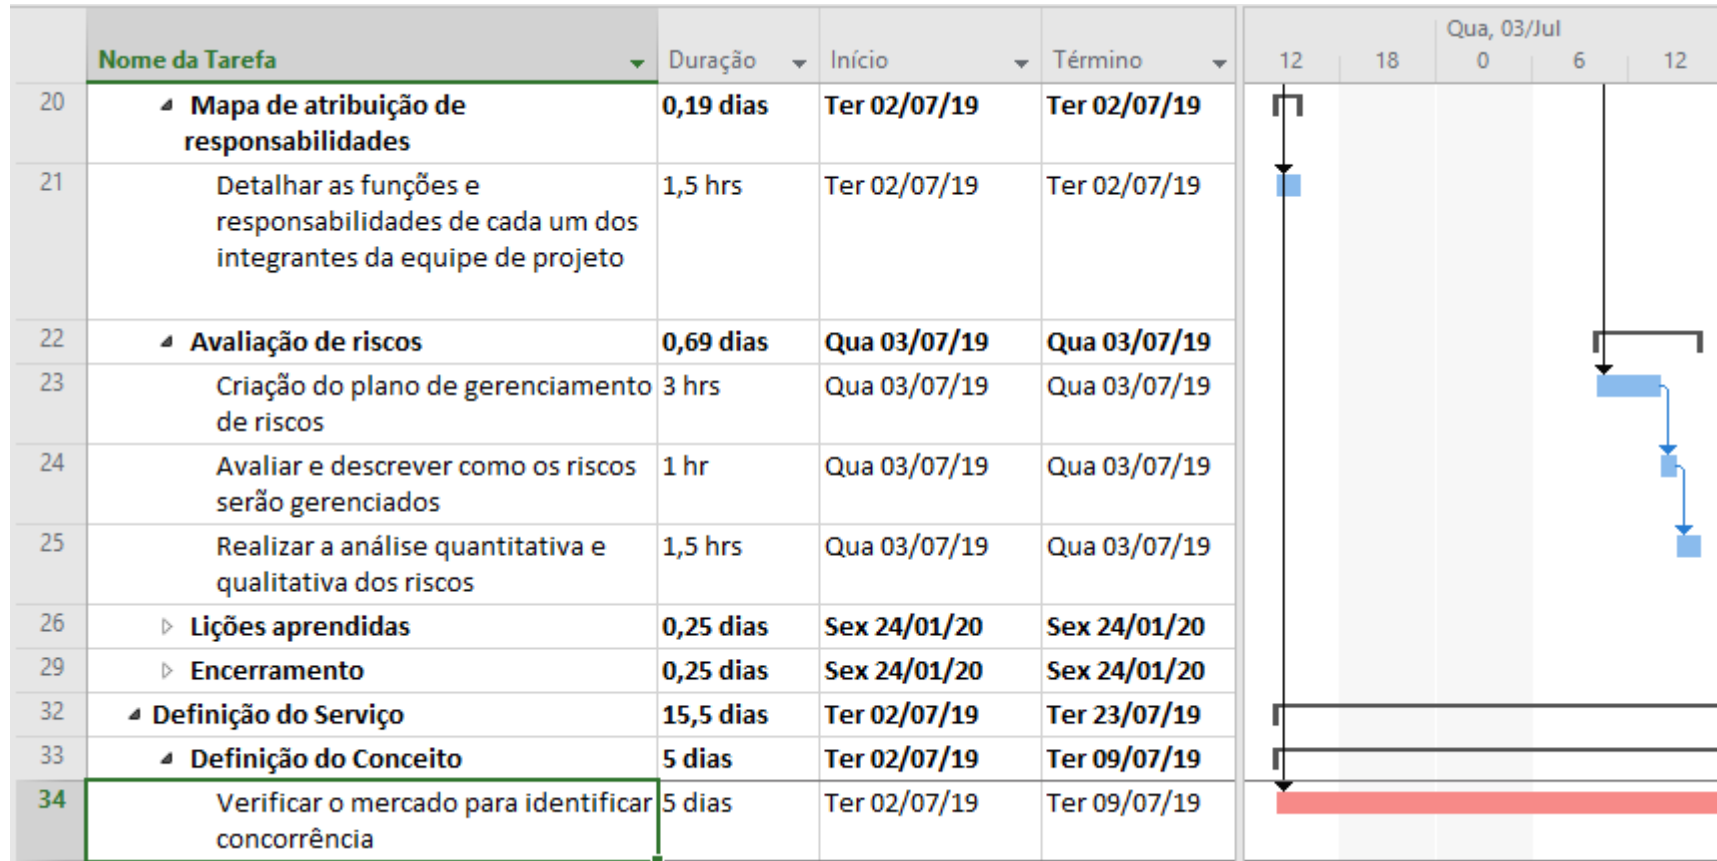 Qua, 03/Jul
Nome da Tarefa Duração Início Término 12 18 0 6 12
20 Mapa de atribuição de 0,19 dias Ter 02/07/19 Ter 02/07/19
responsabilidades
21 Detalhar as funções e 1,5 hrs Ter 02/07/19 Ter 02/07/19
responsabilidades de cada um dos
integrantes da equipe de projeto
22 Avaliação de riscos 0,69 dias Qua 03/07/19 Qua 03/07/19
23 Criação do plano de gerenciamento 3 hrs Qua 03/07/19 Qua 03/07/19
de riscos
24 Avaliar e descrever como os riscos 1 hr Qua 03/07/19 Qua 03/07/19
serão gerenciados
25 Realizar a análise quantitativa e 1,5 hrs Qua 03/07/19 Qua 03/07/19
qualitativa dos riscos
26 Lições aprendidas 0,25 dias Sex 24/01/20 Sex 24/01/20
29 Encerramento 0,25 dias Sex 24/01/20 Sex 24/01/20
32 Definição do Serviço 15,5 dias Ter 02/07/19 Ter 23/07/19
33 Definição do Conceito 5 dias Ter 02/07/19 Ter 09/07/19
34 Verificar o mercado para identificar 5 dias Ter 02/07/19 Ter 09/07/19
concorrência